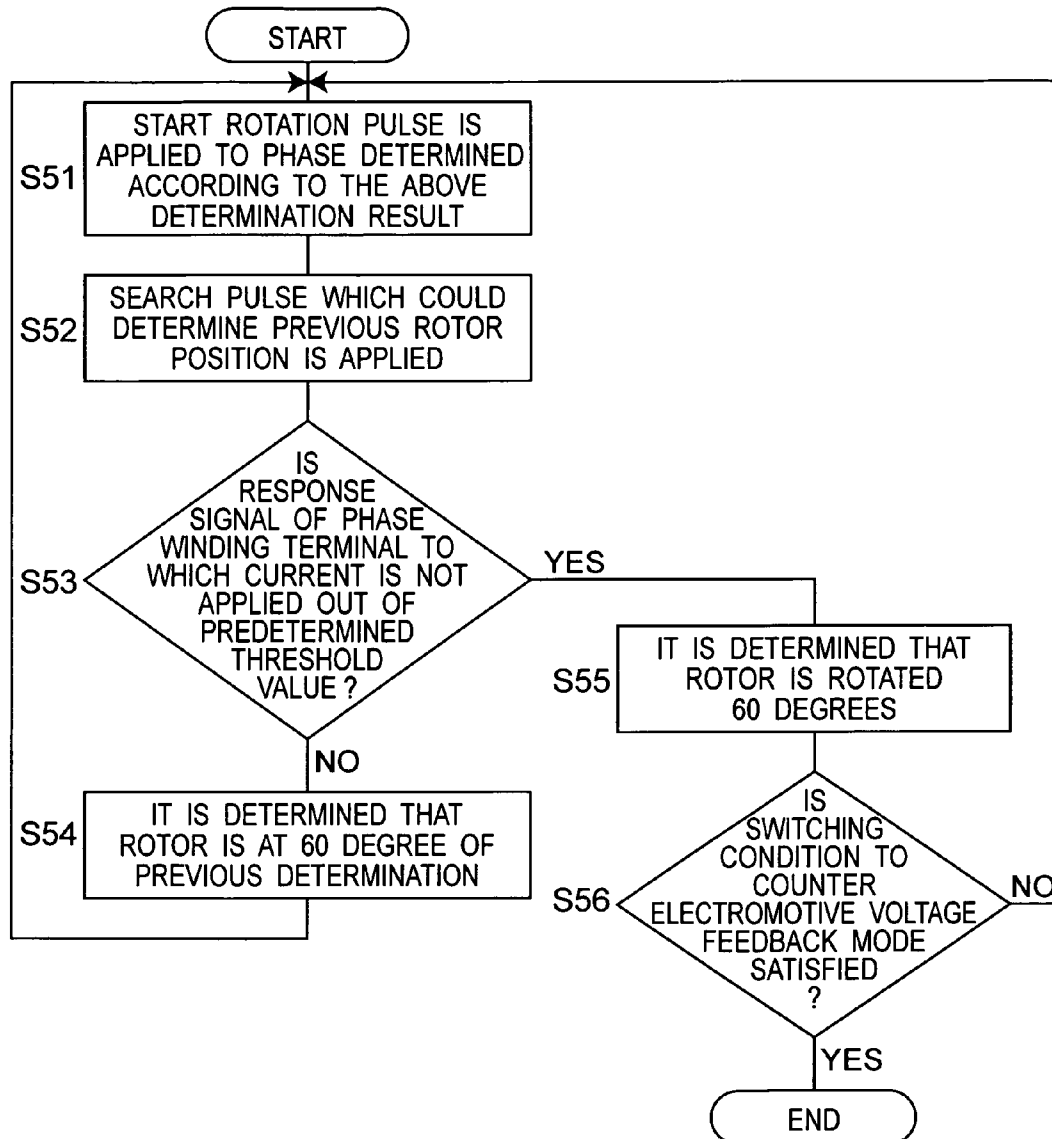 START
S51
START ROTATION PULSE IS
APPLIED TO PHASE DETERMINED
ACCORDING TO THE ABOVE
DETERMINATION RESULT
S52
SEARCH PULSE WHICH COULD
DETERMINE PREVIOUS ROTOR
POSITION IS APPLIED
S53
IS
RESPONSE
SIGNAL OF PHASE
WINDING TERMINAL TO
WHICH CURRENT IS NOT
APPLIED OUT OF
PREDETERMINED
THRESHOLD
VALUE ?
YES
NO
S54
IT IS DETERMINED THAT
ROTOR IS AT 60 DEGREE OF
PREVIOUS DETERMINATION
S55
IT IS DETERMINED THAT
ROTOR IS ROTATED
60 DEGREES
S56
IS
SWITCHING
CONDITION TO
COUNTER
ELECTROMOTIVE VOLTAGE
FEEDBACK MODE
SATISFIED
?
NO
YES
END